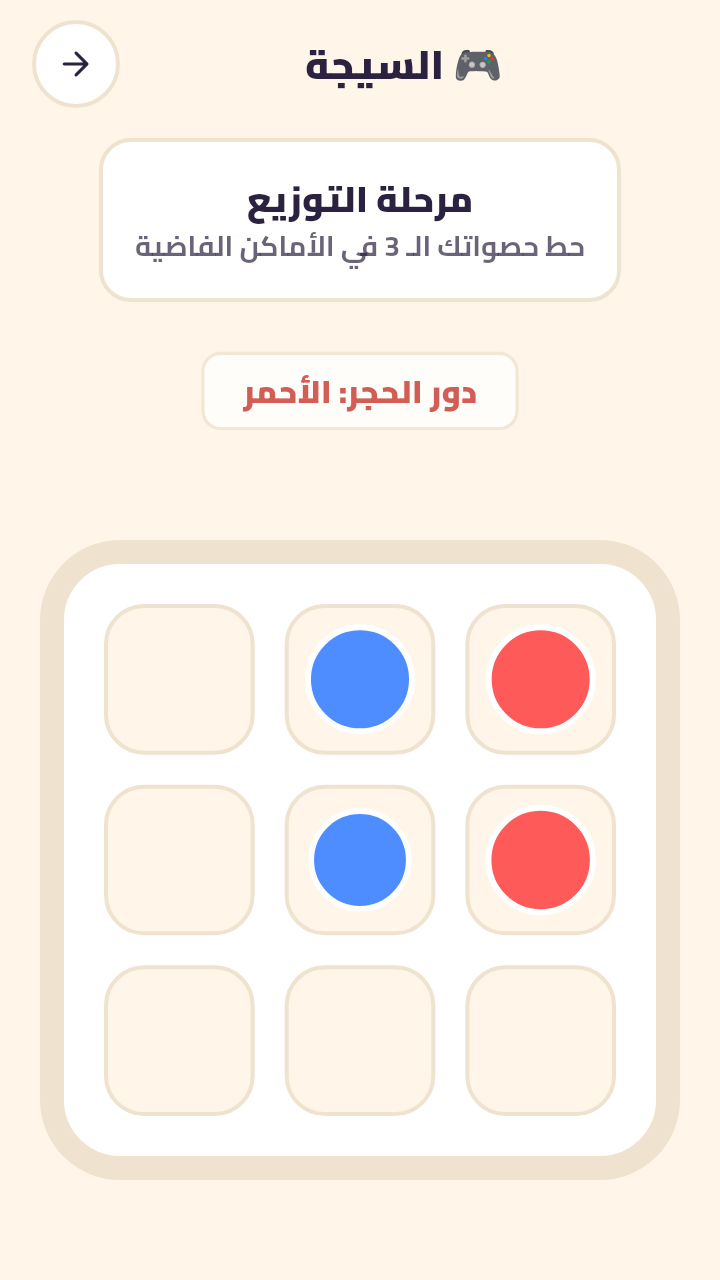 🎮 السيجة
مرحلة التوزيع
حط حصواتك الـ 3 في الأماكن الفاضية
دور الحجر: الأحمر